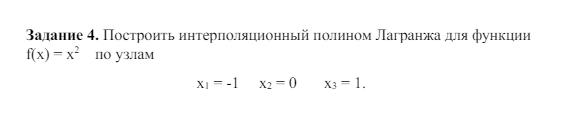 Задание 4. Построить интерполяционный полином Лагранжа для функции
f(x) = x² по узлам
x₁ = -1 x₂ = 0 x₃ = 1.